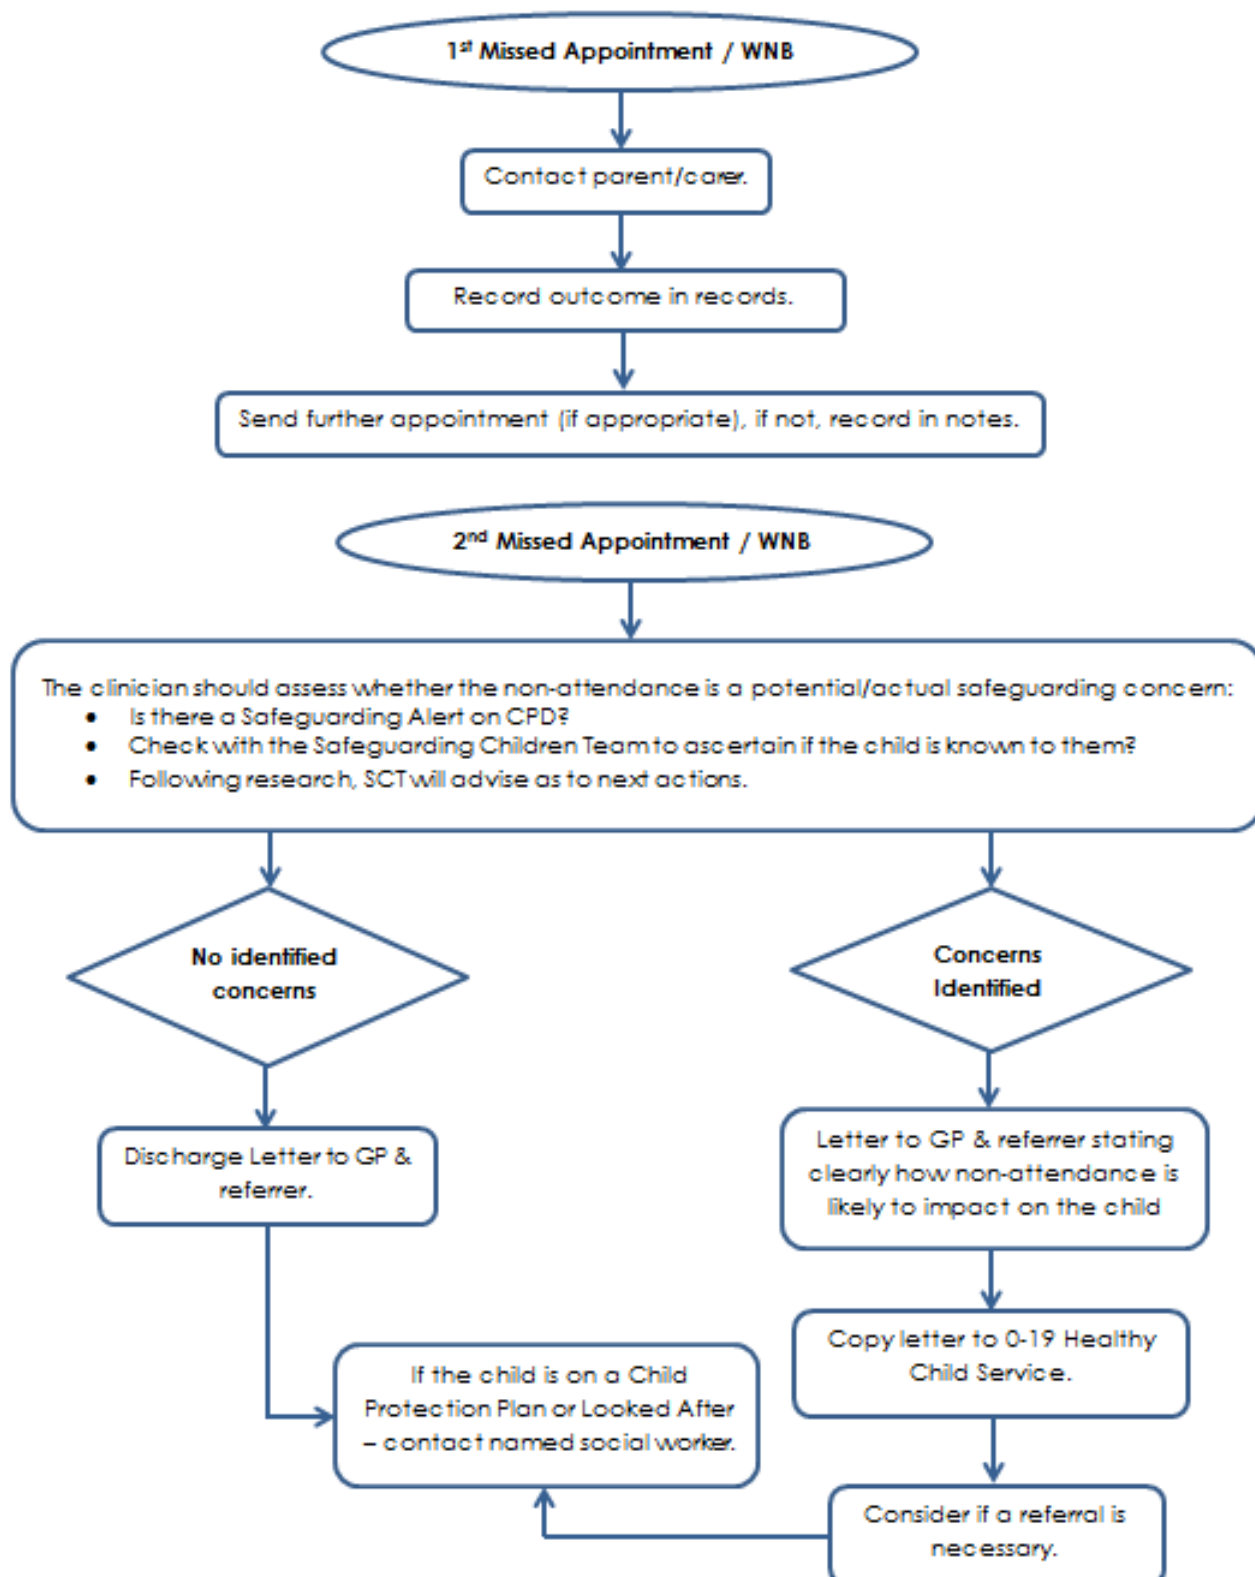 1st Missed Appointment / WNB
Contact parent/carer.
Record outcome in records.
Send further appointment (if appropriate), if not, record in notes.
2nd Missed Appointment / WNB
The clinician should assess whether the non-attendance is a potential/actual safeguarding concern:
• Is there a Safeguarding Alert on CPD?
• Check with the Safeguarding Children Team to ascertain if the child is known to them?
• Following research, SCT will advise as to next actions.
No identified
concerns
Concerns
Identified
Discharge Letter to GP &
referrer.
Letter to GP & referrer stating
clearly how non-attendance is
likely to impact on the child
Copy letter to 0-19 Healthy
Child Service.
If the child is on a Child
Protection Plan or Looked After
– contact named social worker.
Consider if a referral is
necessary.